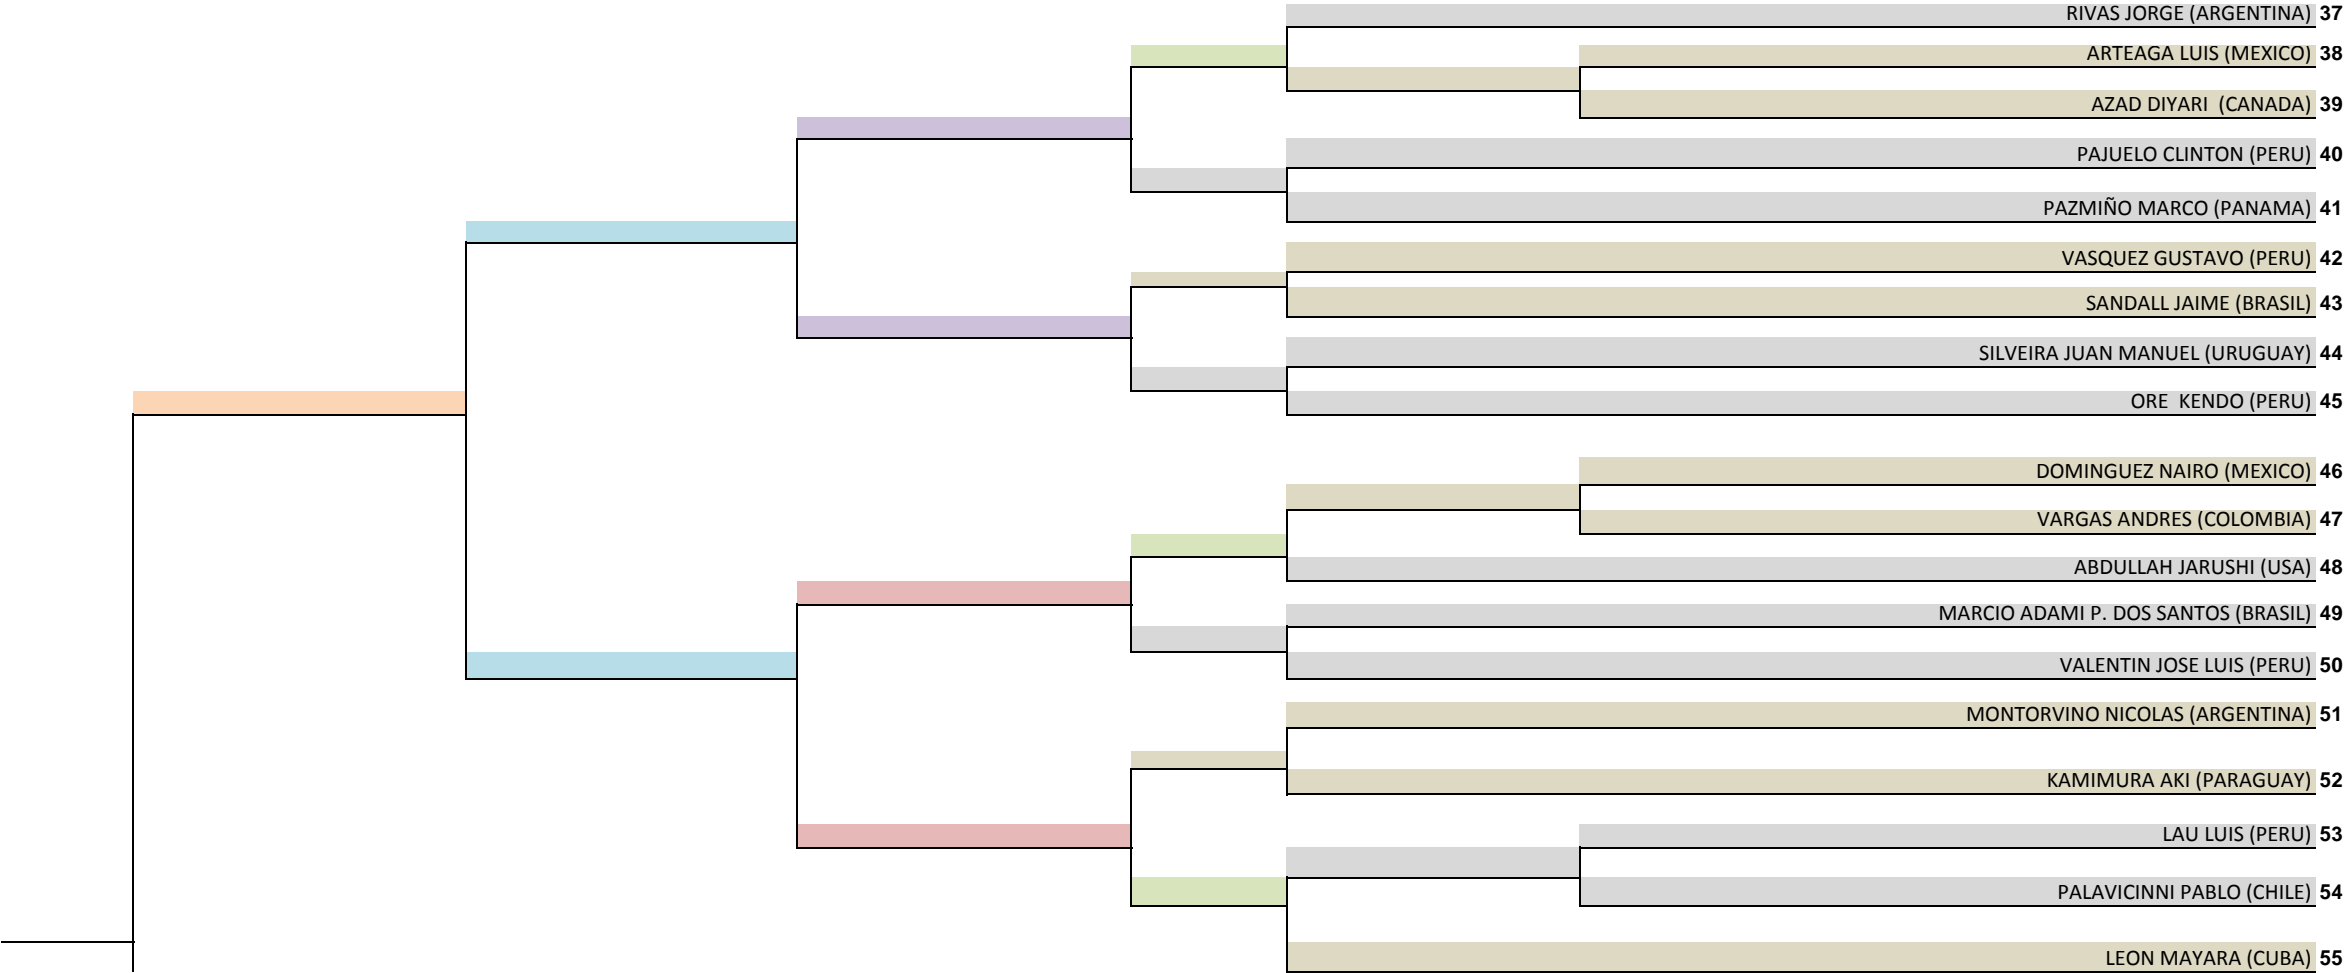 RIVAS JORGE (ARGENTINA) 37
ARTEAGA LUIS (MEXICO) 38
AZAD DIYARI  (CANADA) 39
PAJUELO CLINTON (PERU) 40
PAZMIÑO MARCO (PANAMA) 41
VASQUEZ GUSTAVO (PERU) 42
SANDALL JAIME (BRASIL) 43
SILVEIRA JUAN MANUEL (URUGUAY) 44
ORE  KENDO (PERU) 45
DOMINGUEZ NAIRO (MEXICO) 46
VARGAS ANDRES (COLOMBIA) 47
ABDULLAH JARUSHI (USA) 48
MARCIO ADAMI P. DOS SANTOS (BRASIL) 49
VALENTIN JOSE LUIS (PERU) 50
MONTORVINO NICOLAS (ARGENTINA) 51
KAMIMURA AKI (PARAGUAY) 52
LAU LUIS (PERU) 53
PALAVICINNI PABLO (CHILE) 54
LEON MAYARA (CUBA) 55